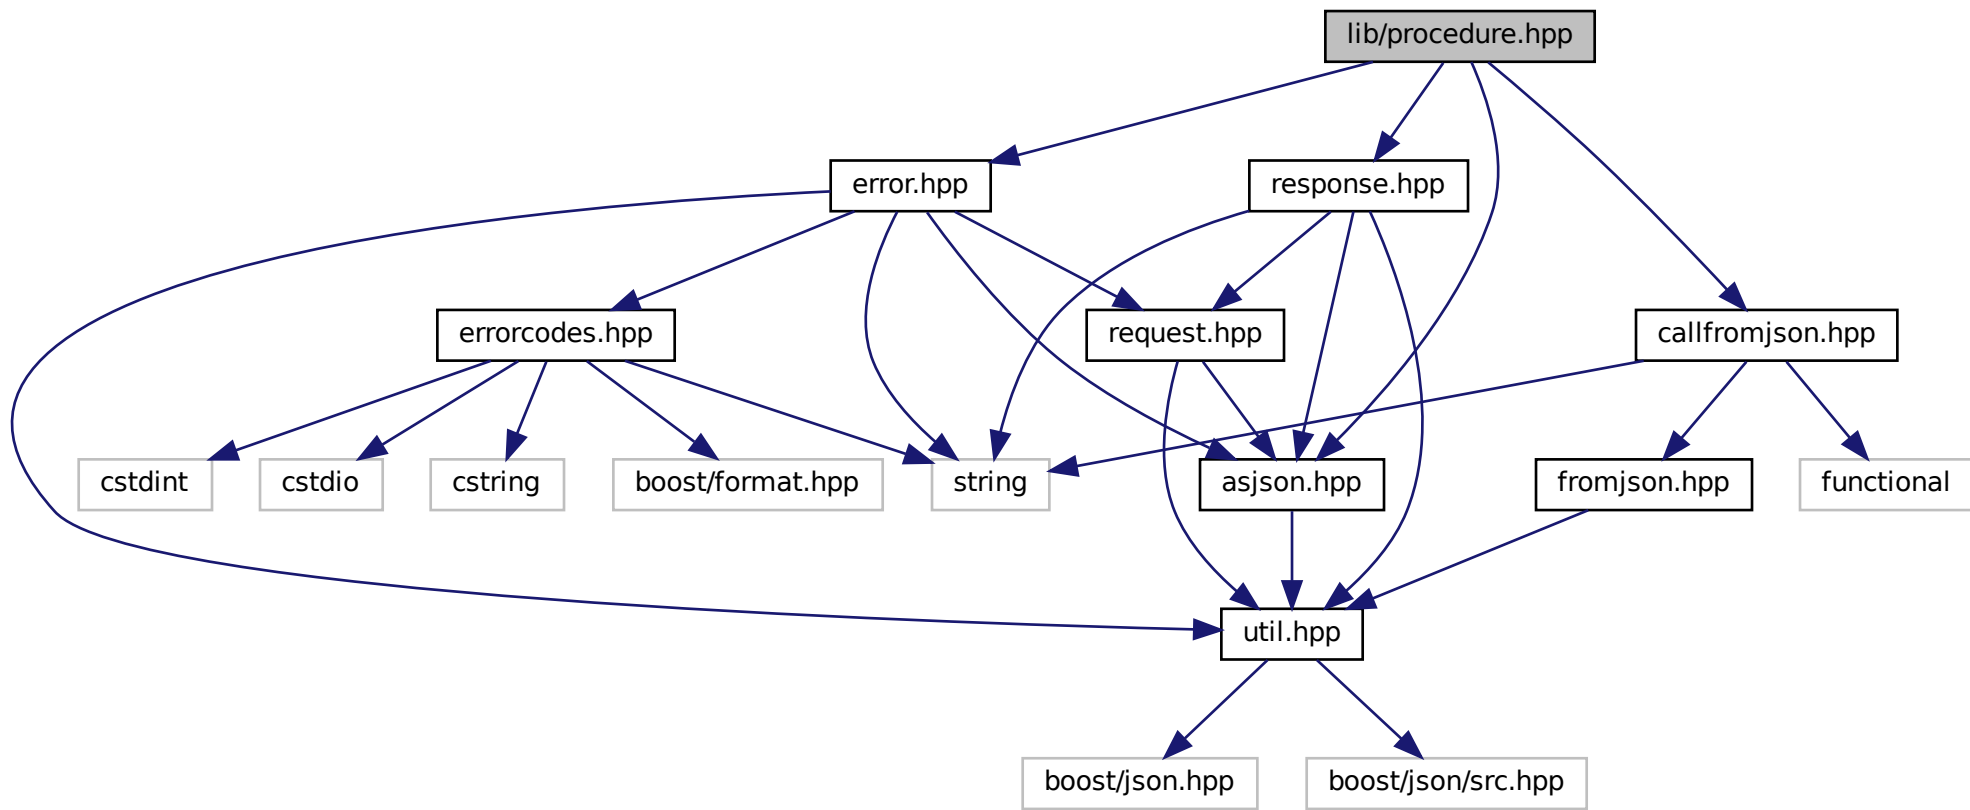 lib/procedure.hpp
error.hpp
response.hpp
errorcodes.hpp
request.hpp
callfromjson.hpp
cstdint
cstdio
cstring
boost/format.hpp
string
asjson.hpp
fromjson.hpp
functional
util.hpp
boost/json.hpp
boost/json/src.hpp